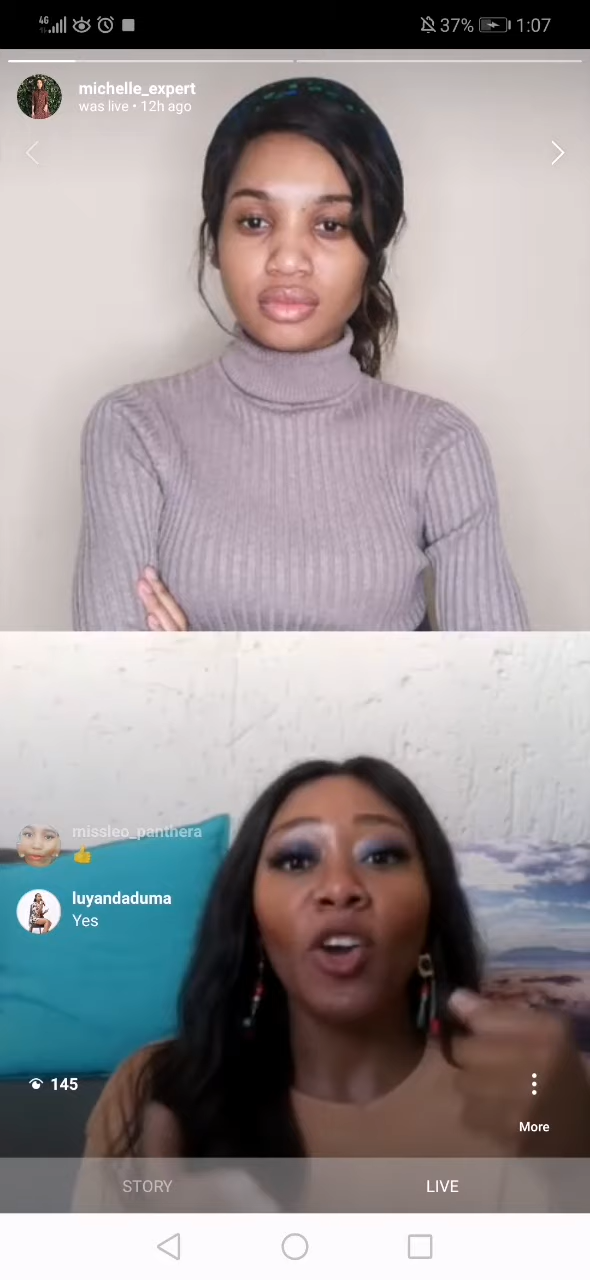 4G
37%
1:07
michelle_expert
was live • 12h ago
missleo_panthera
👍
luyandaduma
Yes
145
More
STORY
LIVE